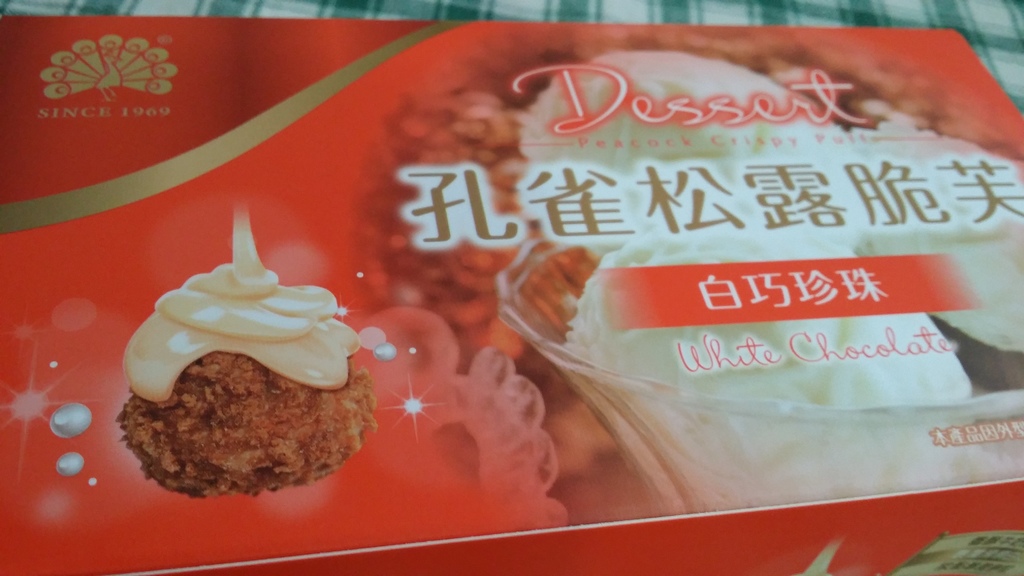 ®
SINCE 1969
Dessert
Peacock Crispy Puff
孔雀松露脆芙
白巧珍珠
White Chocolate
本產品因外